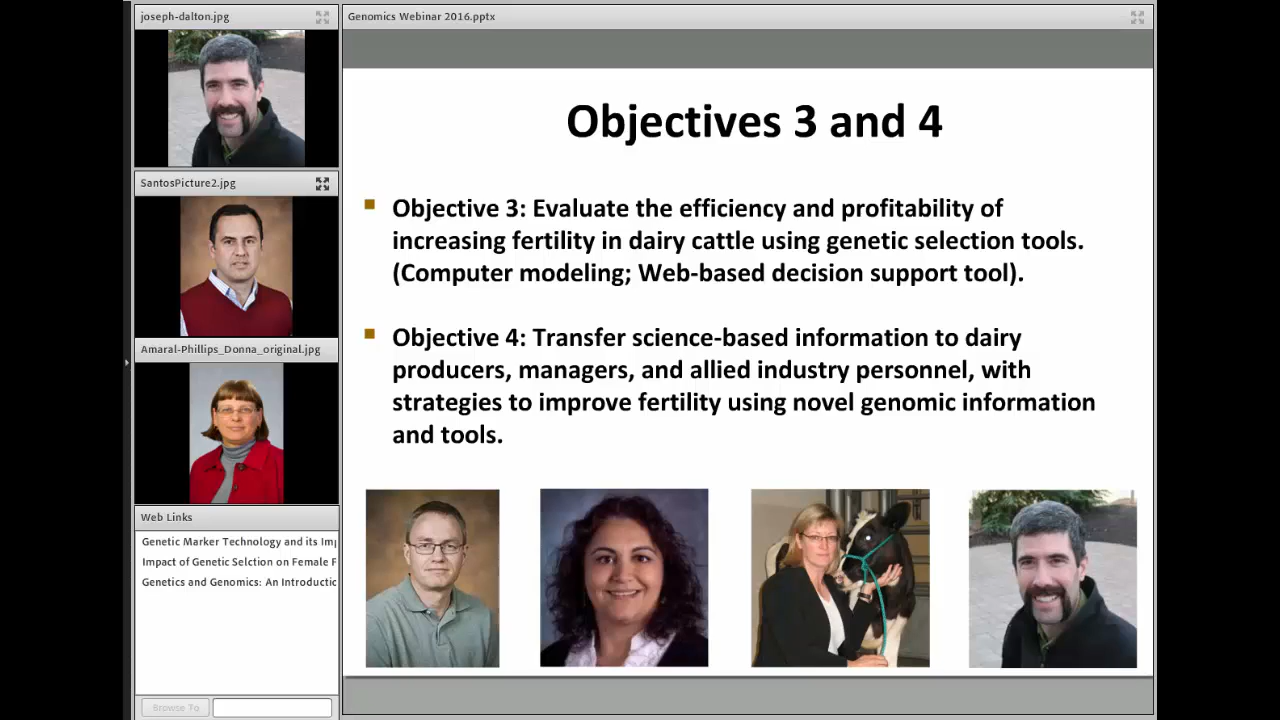 joseph-dalton.jpg
SantosPicture2.jpg
Amaral-Phillips_Donna_original.jpg
Web Links
Genetic Marker Technology and its
Impact of Genetic Selction on Female F
Genetics and Genomics: An Introductic
Browse To
Genomics Webinar 2016.pptx
Objectives 3 and 4
Objective 3: Evaluate the efficiency and profitability of
increasing fertility in dairy cattle using genetic selection tools.
(Computer modeling; Web-based decision support tool).
Objective 4: Transfer science-based information to dairy
producers, managers, and allied industry personnel, with
strategies to improve fertility using novel genomic information
and tools.